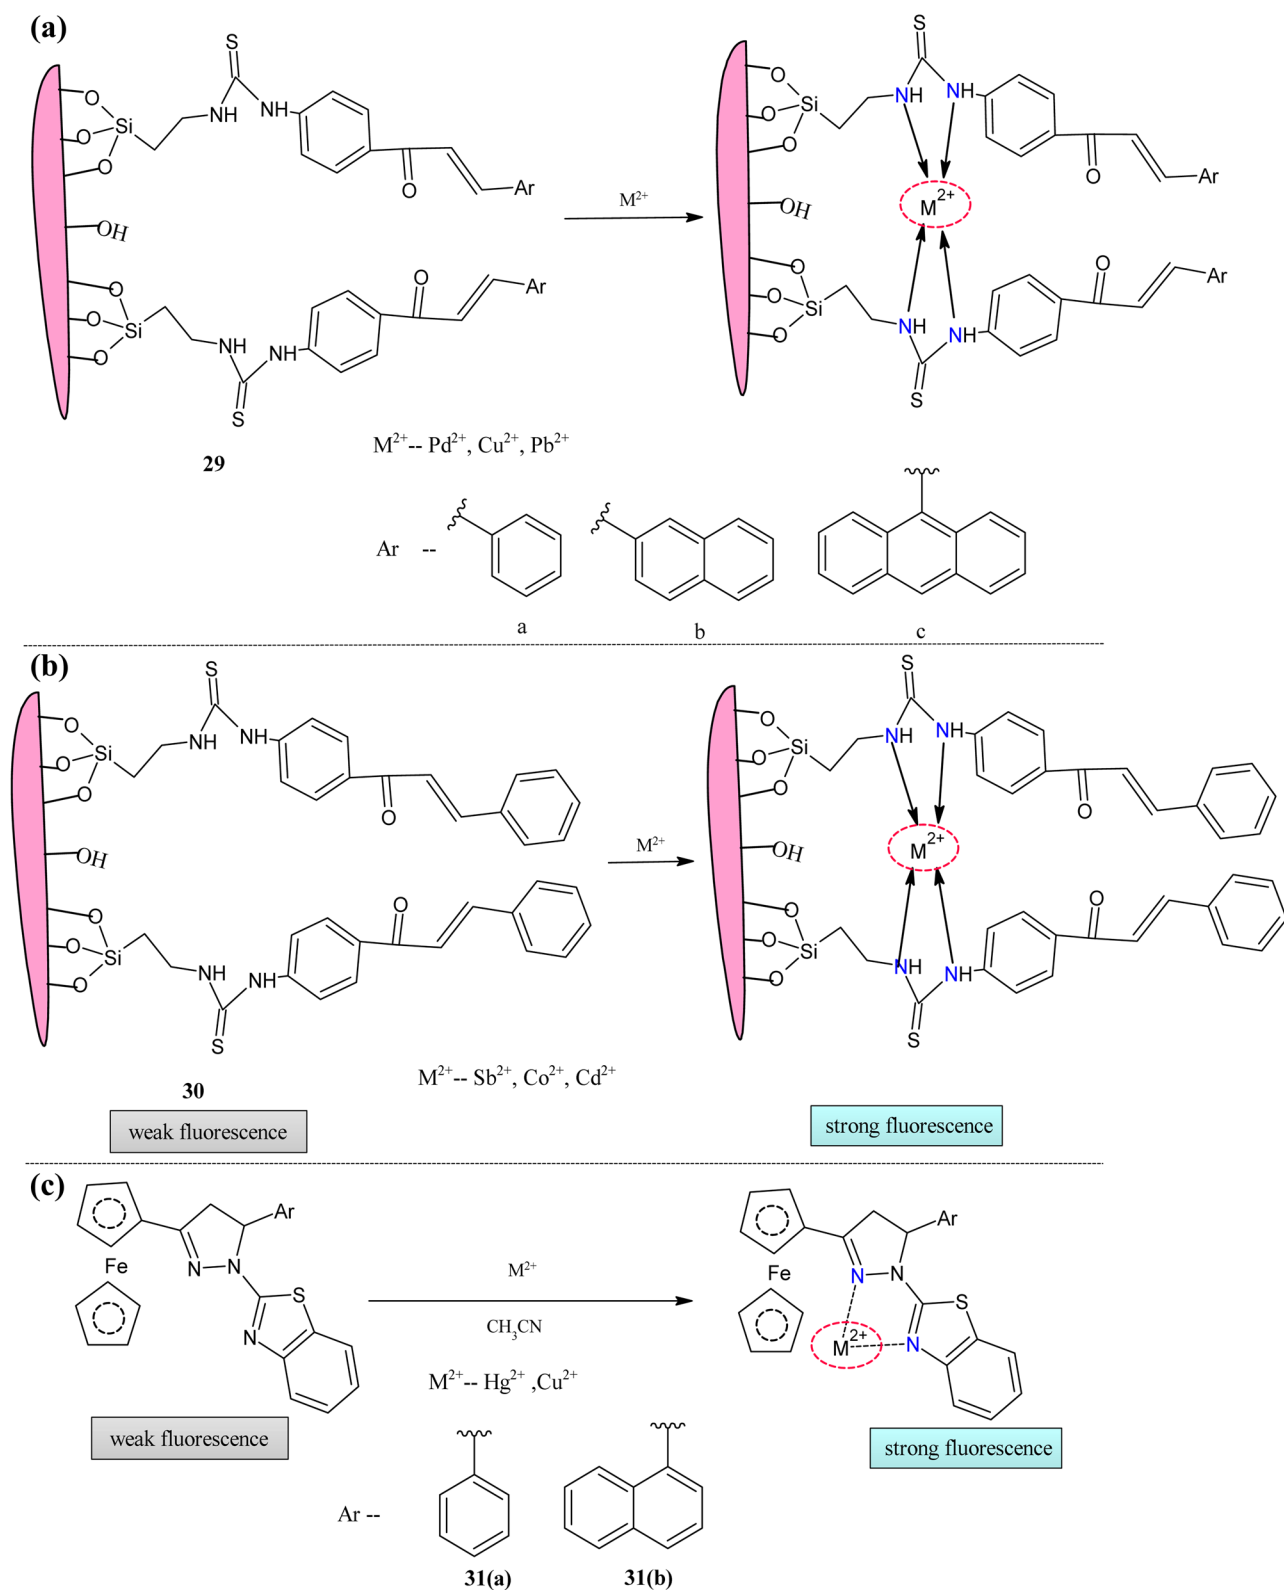 (a)
S
S
O
Si
NH
NH
O
Si
NH
NH
O
O
O
O
O
O
Ar
Ar
M²⁺
M²⁺
OH
OH
O
O
Ar
Ar
O
O
O
Si
NH
NH
O
Si
NH
NH
O
O
S
S
M²⁺-- Pd²⁺, Cu²⁺, Pb²⁺
29
Ar --
a
b
c
(b)
S
S
O
Si
NH
NH
O
Si
NH
NH
O
O
O
O
O
O
M²⁺
M²⁺
OH
OH
O
O
O
O
O
Si
NH
NH
O
Si
NH
NH
O
O
S
S
M²⁺-- Sb²⁺, Co²⁺, Cd²⁺
30
weak fluorescence
strong fluorescence
(c)
Ar
Ar
Fe
N
N
M²⁺
Fe
N
N
S
S
CH₃CN
N
M²⁺
N
M²⁺-- Hg²⁺ ,Cu²⁺
weak fluorescence
strong fluorescence
Ar --
31(a)
31(b)